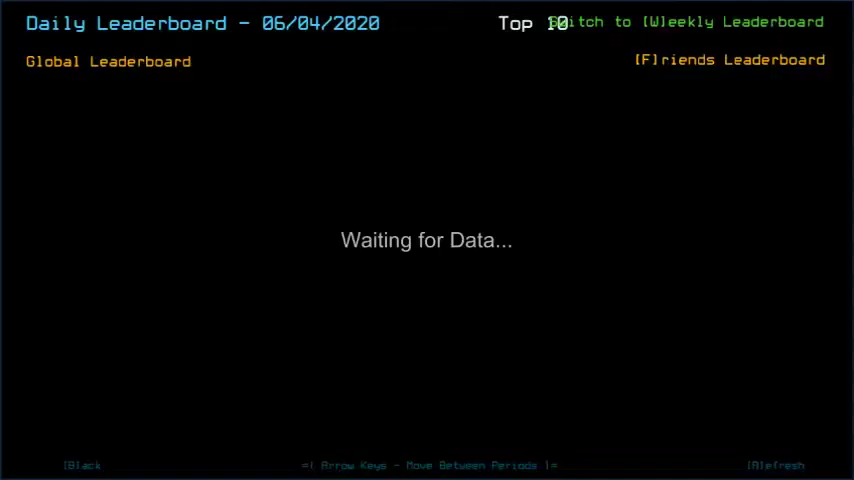 Daily Leaderboard - 06/04/2020
Top 10
Switch to [W]eekly Leaderboard
Global Leaderboard
[F]riends Leaderboard
Waiting for Data...
[B]ack
=[ Arrow Keys - Move Between Periods ]=
[R]efresh